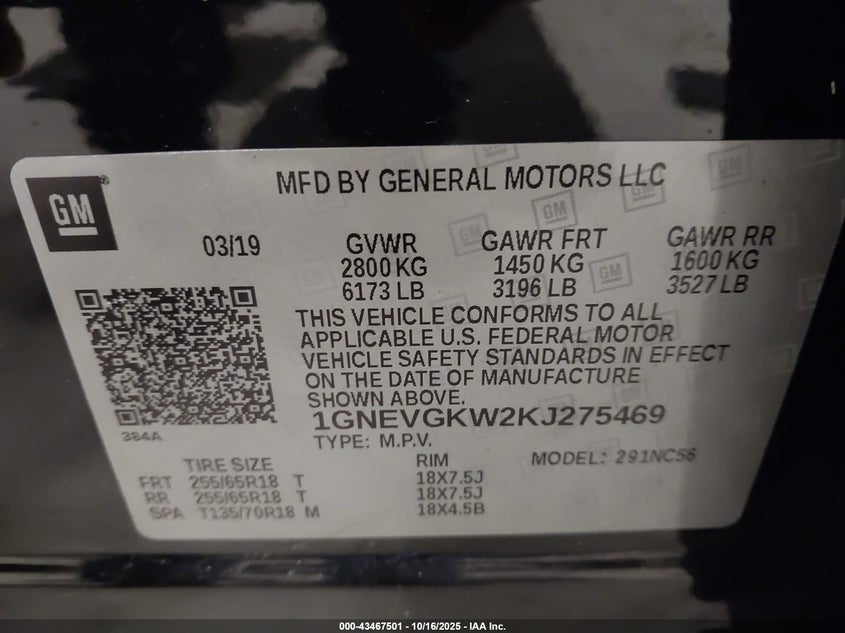 MFD BY GENERAL MOTORS LLC
GM
03/19 GVWR GAWR FRT GAWR RR
2800 KG 1450 KG 1600 KG
6173 LB 3196 LB 3527 LB
THIS VEHICLE CONFORMS TO ALL
APPLICABLE U.S. FEDERAL MOTOR
VEHICLE SAFETY STANDARDS IN EFFECT
ON THE DATE OF MANUFACTURE
SHOWN ABOVE.
1GNEVGKW2KJ275469
384A
TYPE: M.P.V.
TIRE SIZE RIM MODEL: 291NC56
FRT 255/65R18 T 18X7.5J
RR 255/65R18 T 18X7.5J
SPA T135/70R18 M 18X4.5B
000-43467501 - 10/16/2025 - IAA Inc.